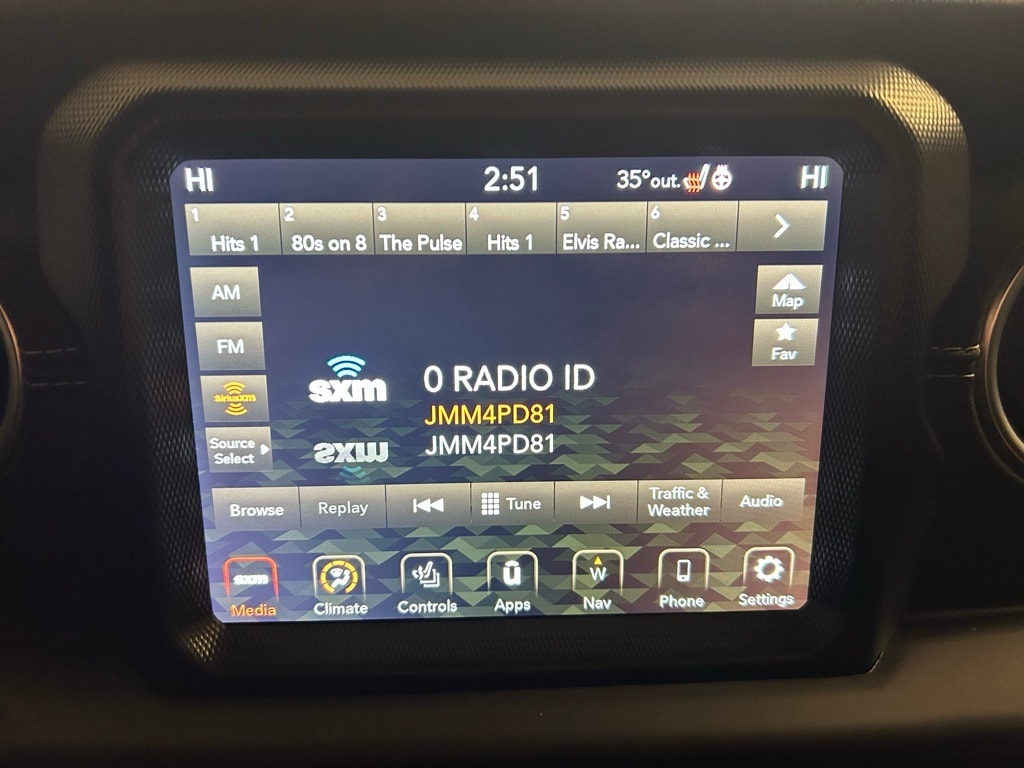 HI 2:51 35°out. HI
1 2 3 4 5 6
Hits 1 80s on 8 The Pulse Hits 1 Elvis Ra... Classic ...
AM
Map
FM
Fav
SiriusXM
sxm
0 RADIO ID
JMM4PD81
JMM4PD81
Source
Select
sxm
Browse Replay Tune Traffic &
Weather Audio
sxm ū W
Media Climate Controls Apps Nav Phone Settings